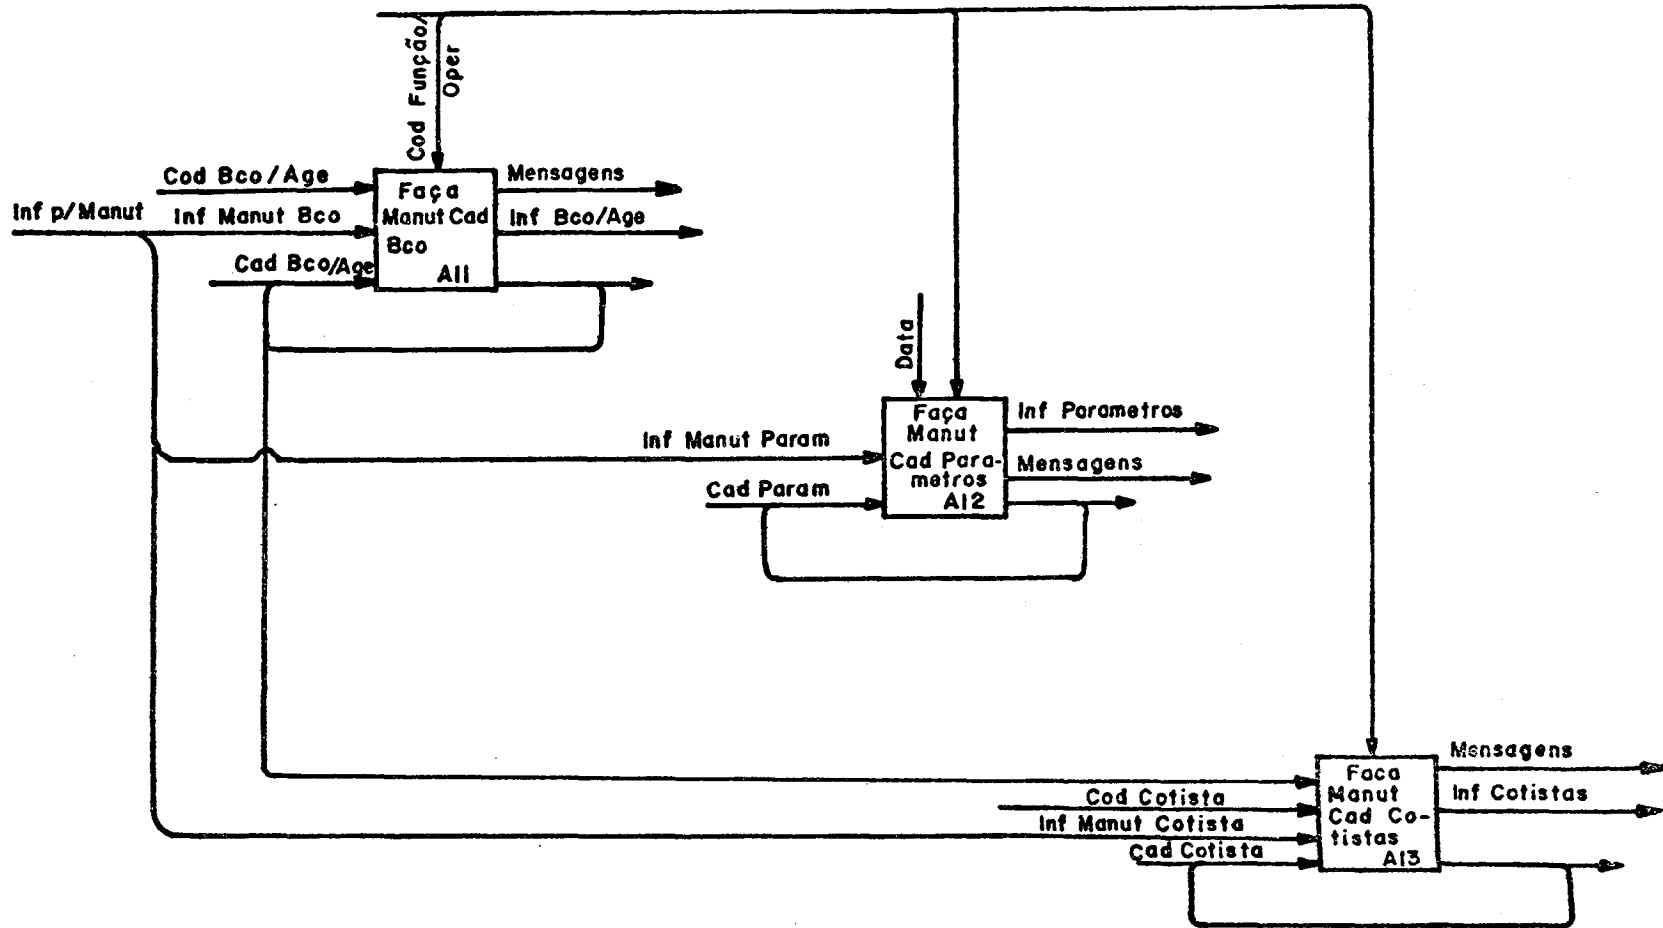 Cod Função/
Oper
Cod Bco/Age
Inf p/Manut
Inf Manut Bco
Cad Bco/Age
Faça
Manut Cad
Bco
A11
Mensagens
Inf Bco/Age
Data
Inf Manut Param
Cad Param
Faça
Manut
Cad Para-
metros
A12
Inf Parametros
Mensagens
Cod Cotista
Inf Manut Cotista
Cad Cotista
Faca
Manut
Cad Co-
tistas
A13
Mensagens
Inf Cotistas